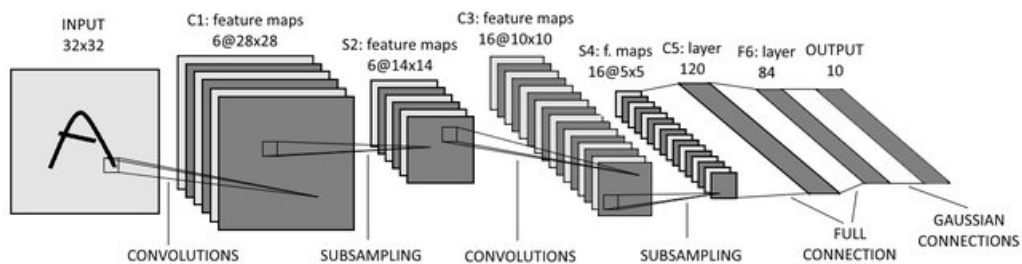 INPUT
32x32
C1: feature maps
6@28x28
S2: feature maps
6@14x14
C3: feature maps
16@10x10
S4: f. maps
16@5x5
C5: layer
120
F6: layer
84
OUTPUT
10
A
CONVOLUTIONS
SUBSAMPLING
CONVOLUTIONS
SUBSAMPLING
FULL
CONNECTION
GAUSSIAN
CONNECTIONS